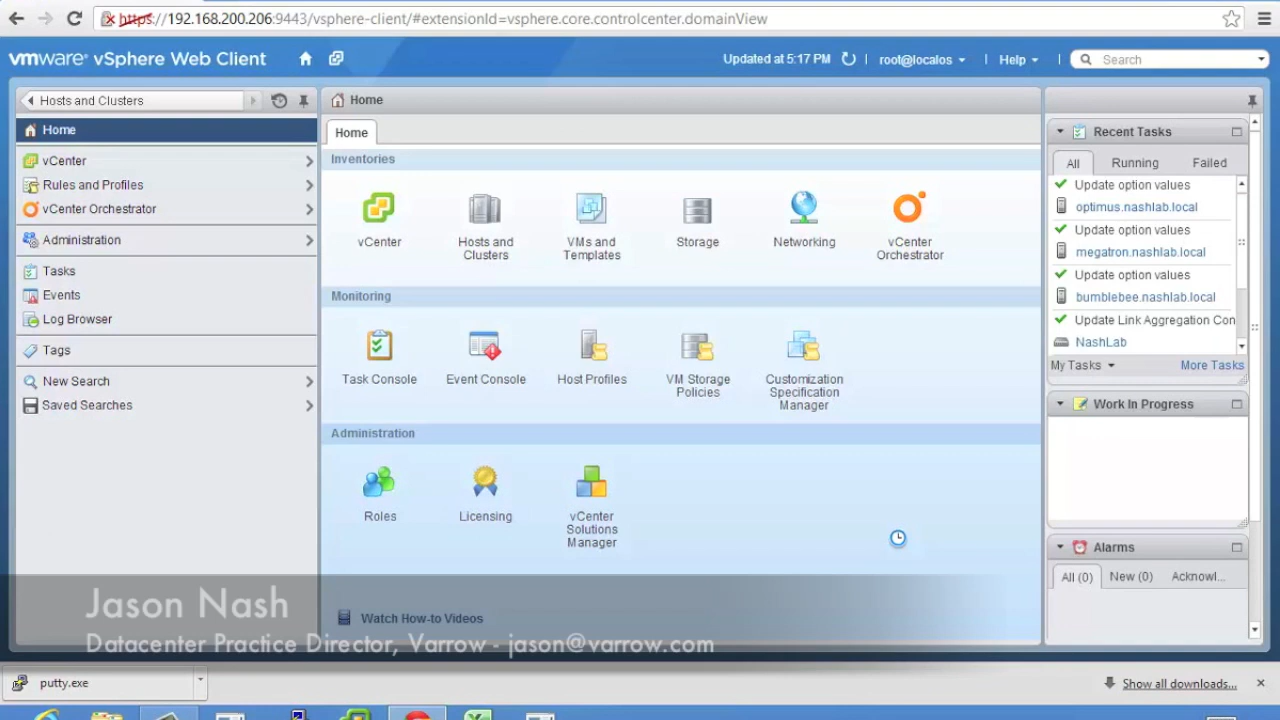 https://192.168.200.206:9443/vsphere-client/#extensionId=vsphere.core.controlcenter.domainView
vmware® vSphere Web Client
Updated at 5:17 PM
root@localos
Help
Search
Hosts and Clusters
Home
vCenter
Rules and Profiles
vCenter Orchestrator
Administration
Tasks
Events
Log Browser
Tags
New Search
Saved Searches
Home
Home
Inventories
vCenter
Hosts and
Clusters
VMs and
Templates
Storage
Networking
vCenter
Orchestrator
Monitoring
Task Console
Event Console
Host Profiles
VM Storage
Policies
Customization
Specification
Manager
Administration
Roles
Licensing
vCenter
Solutions
Manager
Watch How-to Videos
Recent Tasks
All Running Failed
Update option values
optimus.nashlab.local
Update option values
megatron.nashlab.local
Update option values
bumblebee.nashlab.local
Update Link Aggregation Con
NashLab
My Tasks More Tasks
Work In Progress
Alarms
All (0) New (0) Acknowl...
Jason Nash
Datacenter Practice Director, Varrow - jason@varrow.com
putty.exe
Show all downloads...